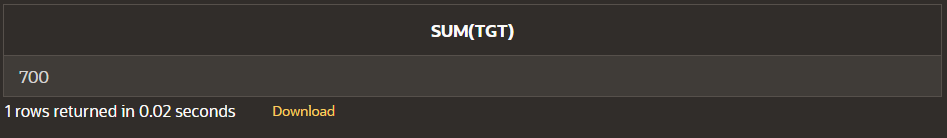 SUM(TGT)
700
1 rows returned in 0.02 seconds Download